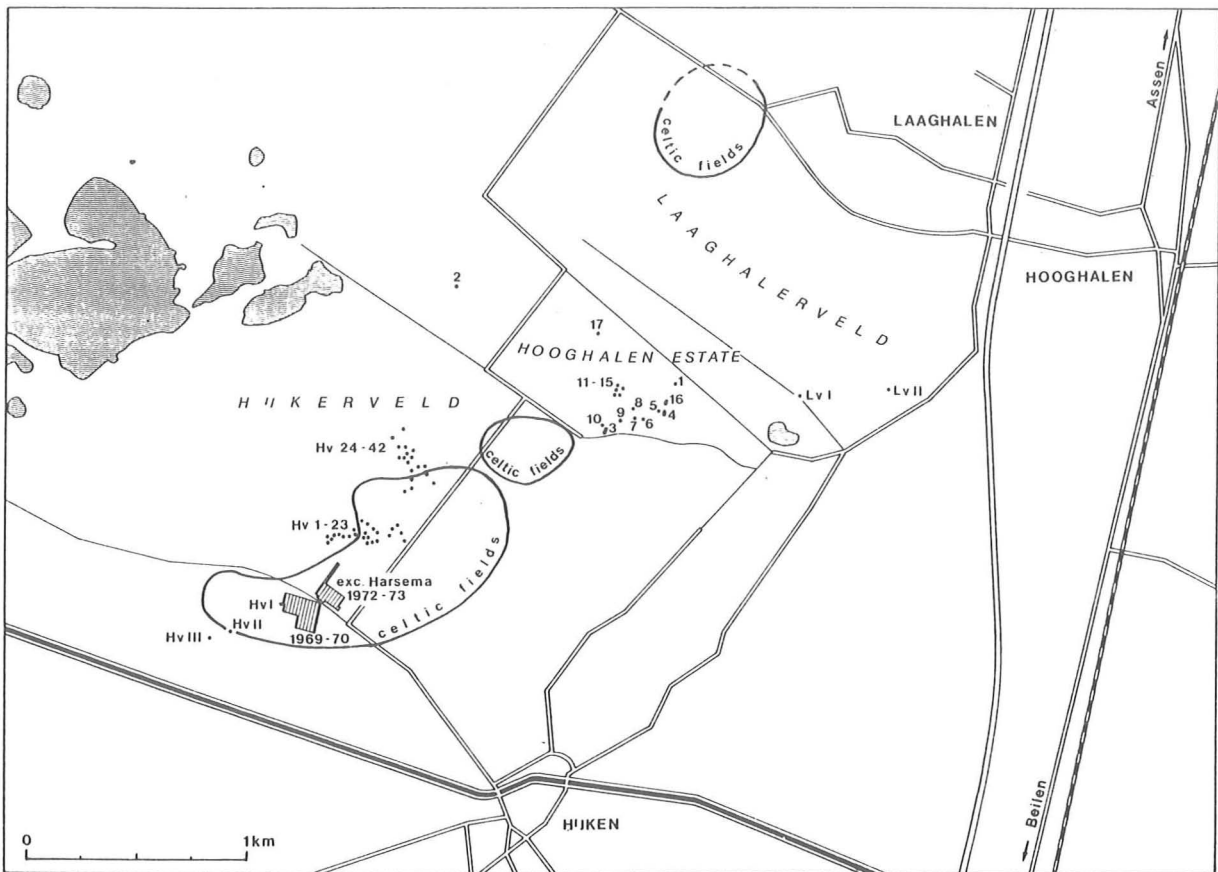 Assen
LAAGHALEN
celtic fields
LAAGHALERVELD
HOOGHALEN
2
17
HOOGHALEN ESTATE
11-15
1
16
8
5
4
9
10
3
7
6
Lv I
Lv II
HIJKERVELD
Hv 24-42
celtic fields
Hv 1-23
exc. Harsema
1972-73
celtic fields
Hv I
Hv II
Hv III
1969-70
Beilen
HIJKEN
0
1km